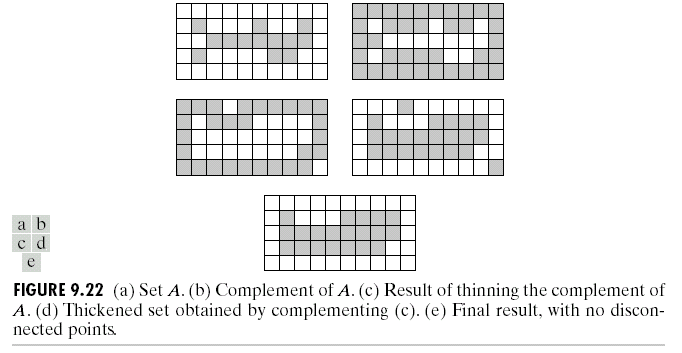 a b
c d
e
FIGURE 9.22 (a) Set A. (b) Complement of A. (c) Result of thinning the complement of
A. (d) Thickened set obtained by complementing (c). (e) Final result, with no discon-
nected points.